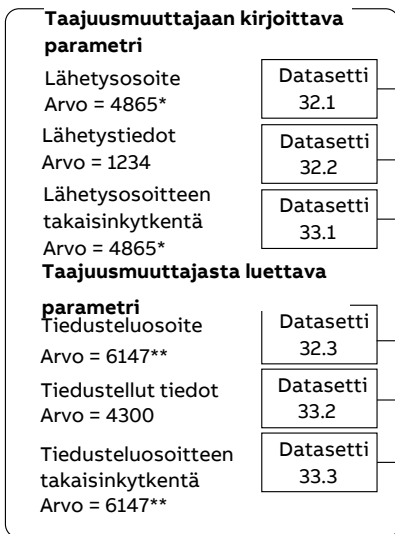 Taajuusmuuttajaan kirjoittava
parametri
Lähetysosoite
Arvo = 4865*
Datasetti
32.1
Lähetystiedot
Arvo = 1234
Datasetti
32.2
Lähetysosoitteen
takaisinkytkentä
Arvo = 4865*
Datasetti
33.1
Taajuusmuuttajasta luettava
parametri
Tiedusteluosoite
Arvo = 6147**
Datasetti
32.3
Tiedustellut tiedot
Arvo = 4300
Datasetti
33.2
Tiedusteluosoitteen
takaisinkytkentä
Arvo = 6147**
Datasetti
33.3